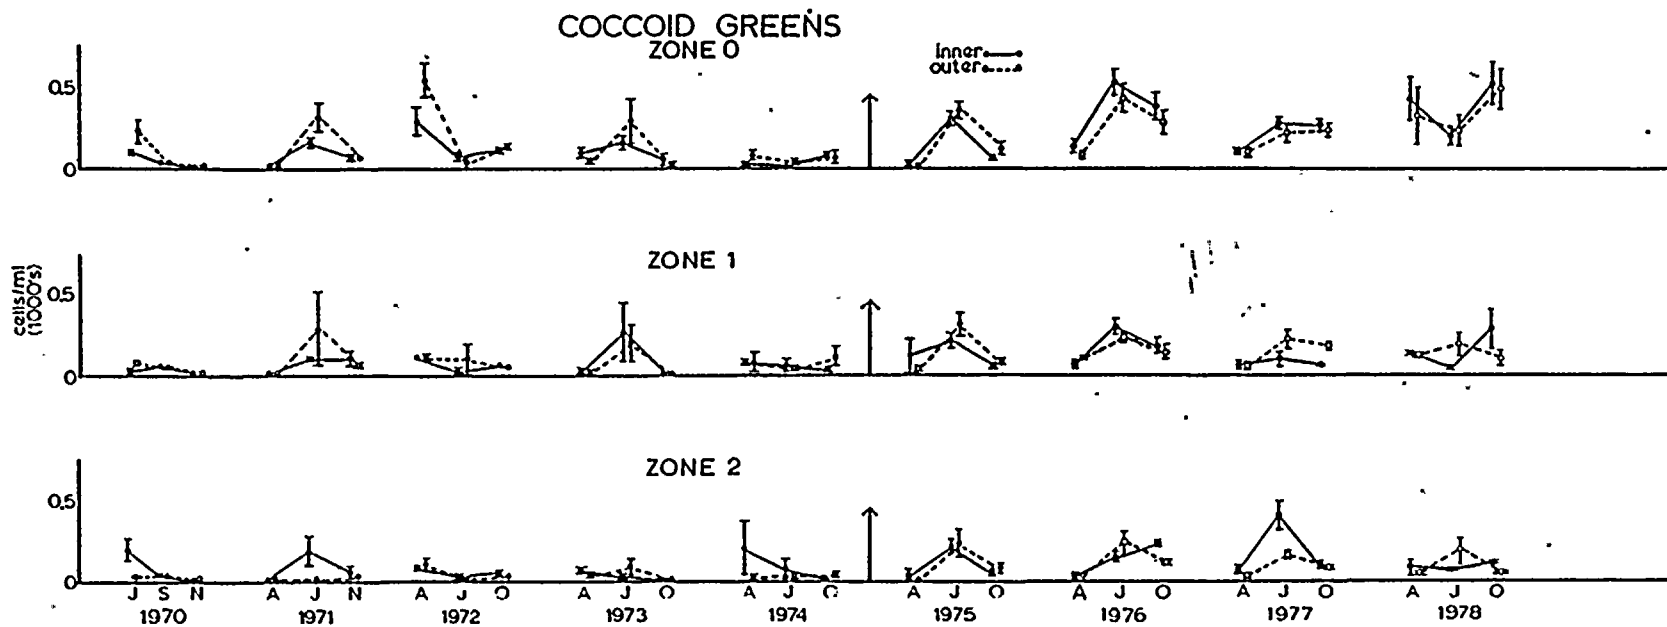 COCCOID GREENS
ZONE 0
inner
outer
0.5
0
ZONE 1
cells/ml
(1000's)
0.5
0
ZONE 2
0.5
0
J S N A J N A J O A J O A J O A J O A J O A J O A J O
1970 1971 1972 1973 1974 1975 1976 1977 1978